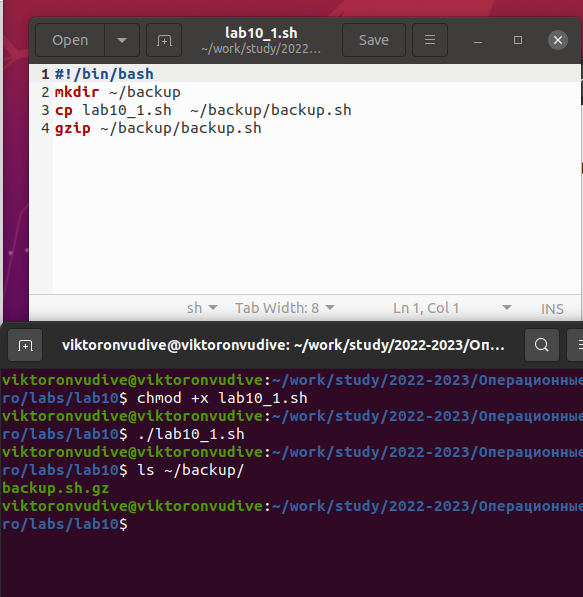 Open
lab10_1.sh
~/work/study/2022...
Save
1 #!/bin/bash
2 mkdir ~/backup
3 cp lab10_1.sh  ~/backup/backup.sh
4 gzip ~/backup/backup.sh
sh Tab Width: 8 Ln 1, Col 1 INS
viktoronvudive@viktoronvudive: ~/work/study/2022-2023/Оп...
viktoronvudive@viktoronvudive:~/work/study/2022-2023/Операционные
ro/labs/lab10$ chmod +x lab10_1.sh
viktoronvudive@viktoronvudive:~/work/study/2022-2023/Операционные
ro/labs/lab10$ ./lab10_1.sh
viktoronvudive@viktoronvudive:~/work/study/2022-2023/Операционные
ro/labs/lab10$ ls ~/backup/
backup.sh.gz
viktoronvudive@viktoronvudive:~/work/study/2022-2023/Операционные
ro/labs/lab10$